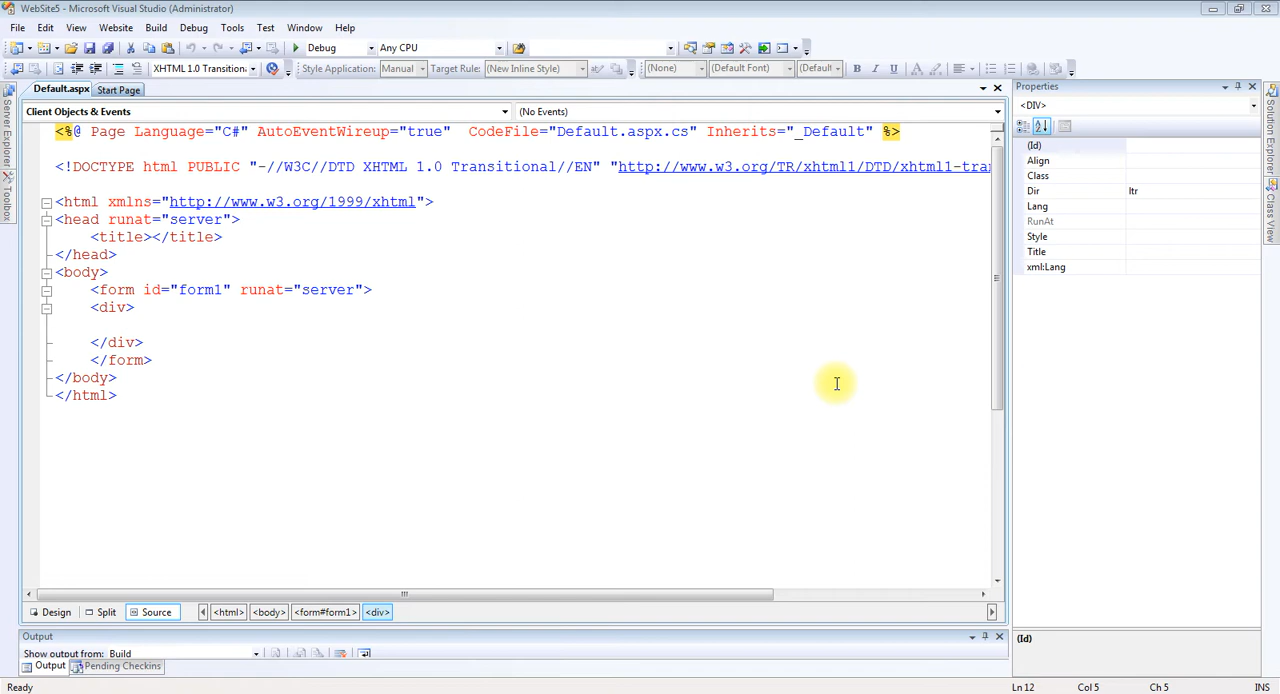 WebSite5 - Microsoft Visual Studio (Administrator)
File Edit View Website Build Debug Tools Test Window Help
Debug Any CPU
XHTML 1.0 Transition: Style Application: Manual Target Rule: (New Inline Style) (None) (Default Font) (Default B I U A
Default.aspx Start Page
Client Objects & Events (No Events)
<%@ Page Language="C#" AutoEventWireup="true"  CodeFile="Default.aspx.cs" Inherits="_Default" %>
<!DOCTYPE html PUBLIC "-//W3C//DTD XHTML 1.0 Transitional//EN" "http://www.w3.org/TR/xhtml1/DTD/xhtml1-tran
<html xmlns="http://www.w3.org/1999/xhtml">
<head runat="server">
<title></title>
</head>
<body>
<form id="form1" runat="server">
<div>
</div>
</form>
</body>
</html>
Design Split Source <html> <body> <form#form1> <div>
Output
Show output from: Build
Output Pending Checkins
Ready Ln 12 Col 5 Ch 5 INS
Server Explorer
Toolbox
Properties
<DIV>
(Id)
Align
Class
Dir ltr
Lang
RunAt
Style
Title
xml:Lang
(Id)
Solution Explorer
Class View